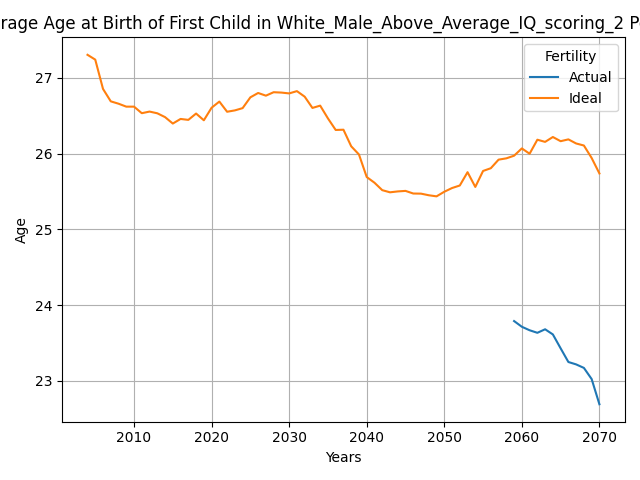 rage Age at Birth of First Child in White_Male_Above_Average_IQ_scoring_2 P
Fertility
Actual
Ideal
Age
27
26
25
24
23
2010 2020 2030 2040 2050 2060 2070
Years